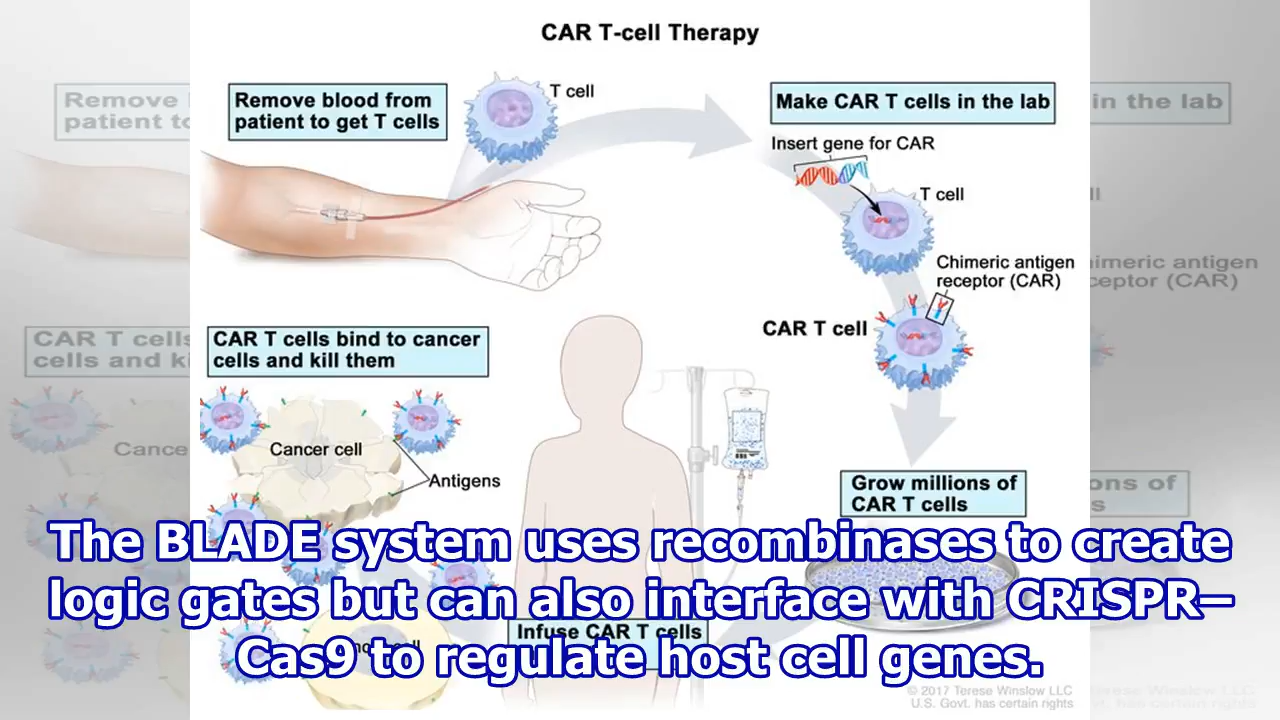 CAR T-cell Therapy
Remove blood from
patient to get T cells
T cell
Make CAR T cells in the lab
Insert gene for CAR
T cell
Chimeric antigen
receptor (CAR)
CAR T cell
CAR T cells bind to cancer
cells and kill them
Cancer cell
Antigens
Grow millions of
CAR T cells
Infuse CAR T cells
The BLADE system uses recombinases to create
logic gates but can also interface with CRISPR–
Cas9 to regulate host cell genes.
© 2017 Terese Winslow LLC
U.S. Govt. has certain rights